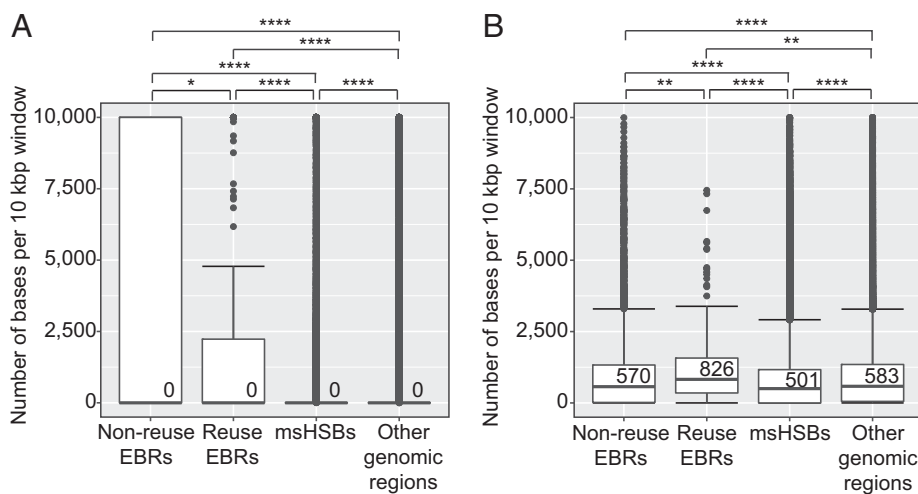 A
****
****
****
* **** ****
Number of bases per 10 kbp window
10,000
7,500
5,000
2,500
0
0 0 0 0
Non-reuse EBRs
Reuse EBRs
msHSBs
Other genomic regions
B
****
**
****
** **** ****
Number of bases per 10 kbp window
10,000
7,500
5,000
2,500
0
570 826 501 583
Non-reuse EBRs
Reuse EBRs
msHSBs
Other genomic regions